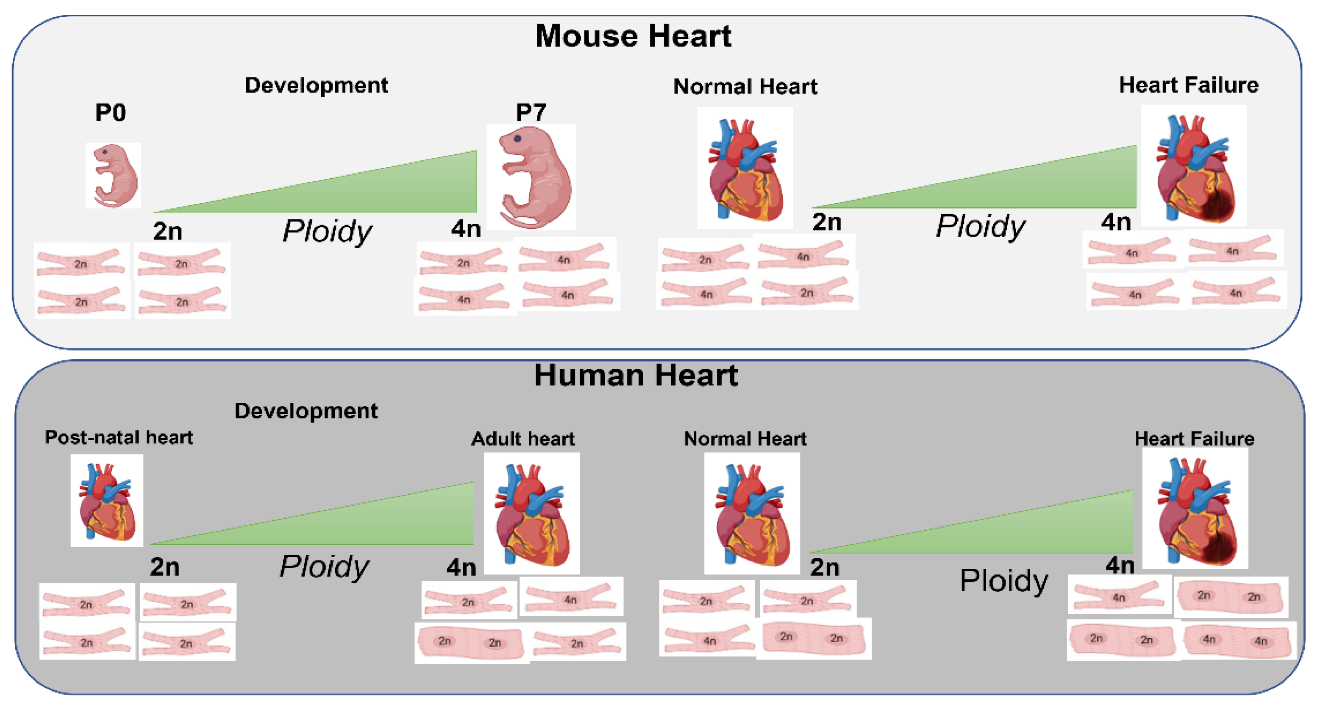 Mouse Heart
Development
Normal Heart
Heart Failure
P0
P7
2n
Ploidy
4n
2n
Ploidy
4n
2n 2n 2n 4n 2n 4n 4n 4n
2n 2n 4n 4n 4n 2n 4n 4n
Human Heart
Development
Post-natal heart
Adult heart
Normal Heart
Heart Failure
2n
Ploidy
4n
2n
Ploidy
4n
2n 2n 2n 4n 2n 2n 4n 2n 2n
2n 2n 2n 2n 2n 4n 2n 2n 2n 2n 4n 4n